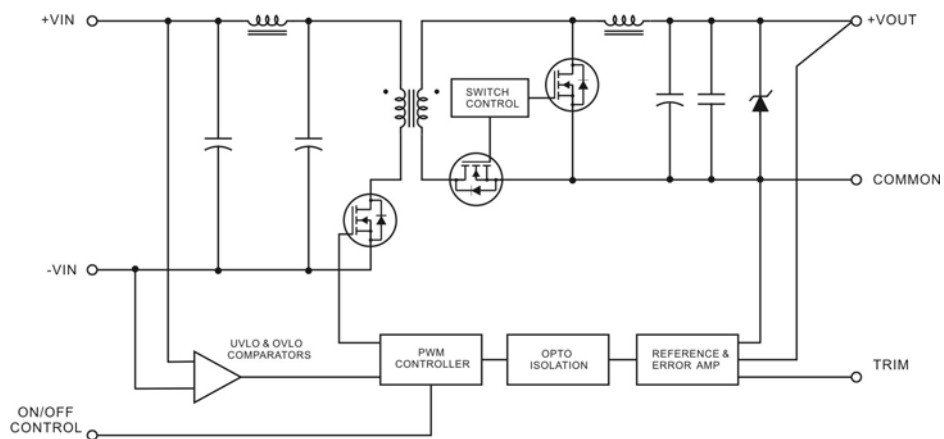 +VIN
+VOUT
SWITCH
CONTROL
COMMON
-VIN
UVLO & OVLO
COMPARATORS
PWM
CONTROLLER
OPTO
ISOLATION
REFERENCE &
ERROR AMP
TRIM
ON/OFF
CONTROL